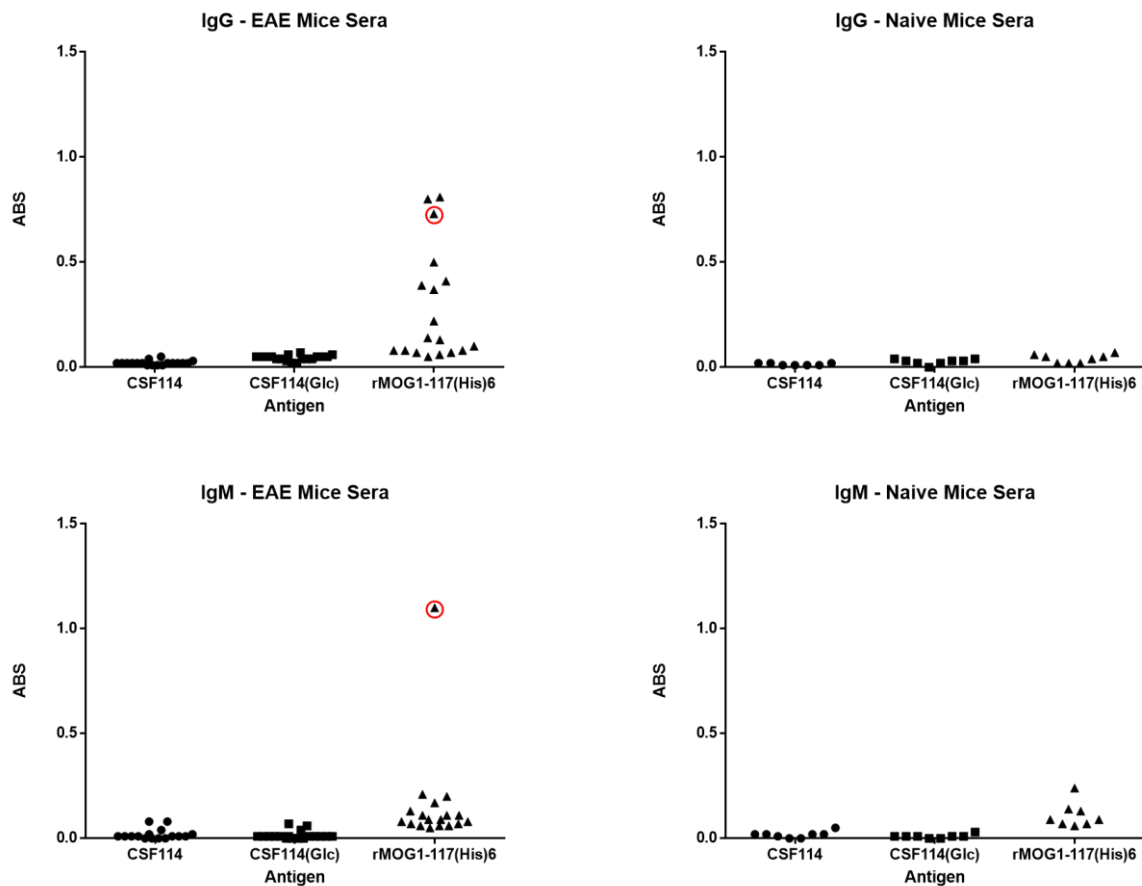 IgG - EAE Mice Sera
1.5
1.0
ABS
0.5
0.0
CSF114
CSF114(Glc)
rMOG1-117(His)6
Antigen
IgG - Naive Mice Sera
1.5
1.0
ABS
0.5
0.0
CSF114
CSF114(Glc)
rMOG1-117(His)6
Antigen
IgM - EAE Mice Sera
1.5
1.0
ABS
0.5
0.0
CSF114
CSF114(Glc)
rMOG1-117(His)6
Antigen
IgM - Naive Mice Sera
1.5
1.0
ABS
0.5
0.0
CSF114
CSF114(Glc)
rMOG1-117(His)6
Antigen